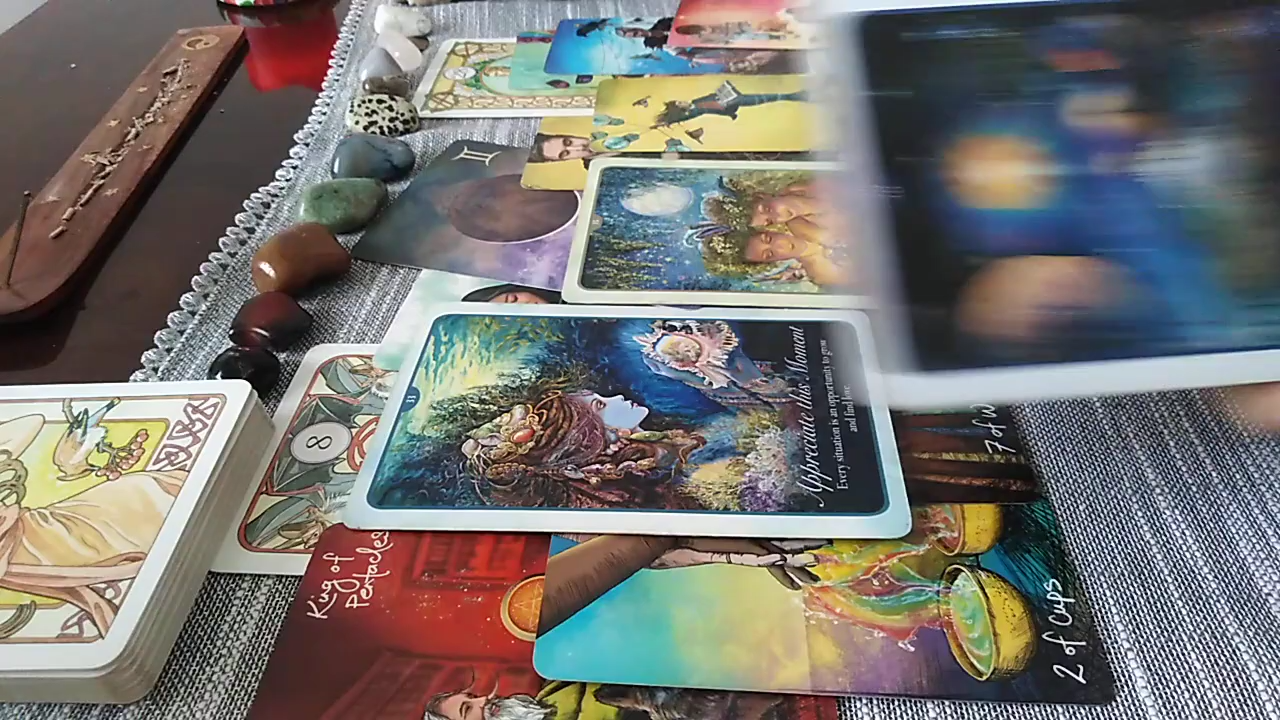 11
Appreciate this Moment
Every situation is an opportunity to grow
and find love.
8
King of
Pentacles
7 of W
2 of Cups